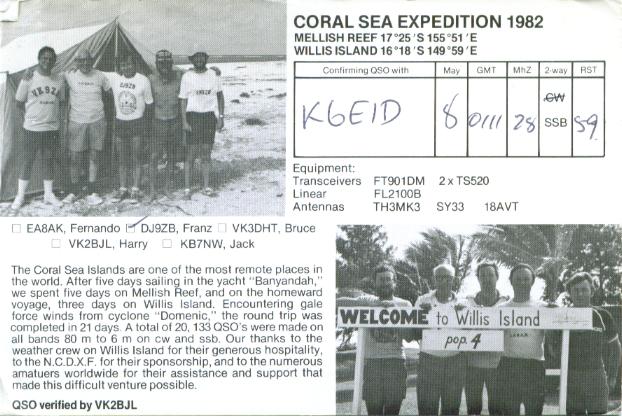 CORAL SEA EXPEDITION 1982
MELLISH REEF 17°25'S 155°51'E
WILLIS ISLAND 16°18'S 149°59'E
Confirming QSO with May GMT MhZ 2-way RST
K6EID 8 0111 28 CW SSB 59
Equipment:
Transceivers FT901DM 2 x TS520
Linear FL2100B
Antennas TH3MK3 SY33 18AVT
EA8AK, Fernando DJ9ZB, Franz VK3DHT, Bruce
VK2BJL, Harry KB7NW, Jack
The Coral Sea Islands are one of the most remote places in
the world. After five days sailing in the yacht "Banyandah,"
we spent five days on Mellish Reef, and on the homeward
voyage, three days on Willis Island. Encountering gale
force winds from cyclone "Domenic," the round trip was
completed in 21 days. A total of 20, 133 QSO's were made on
all bands 80 m to 6 m on cw and ssb. Our thanks to the
weather crew on Willis Island for their generous hospitality,
to the N.C.D.X.F. for their sponsorship, and to the numerous
amatuers worldwide for their assistance and support that
made this difficult venture possible.
QSO verified by VK2BJL
WELCOME to Willis Island
pop. 4